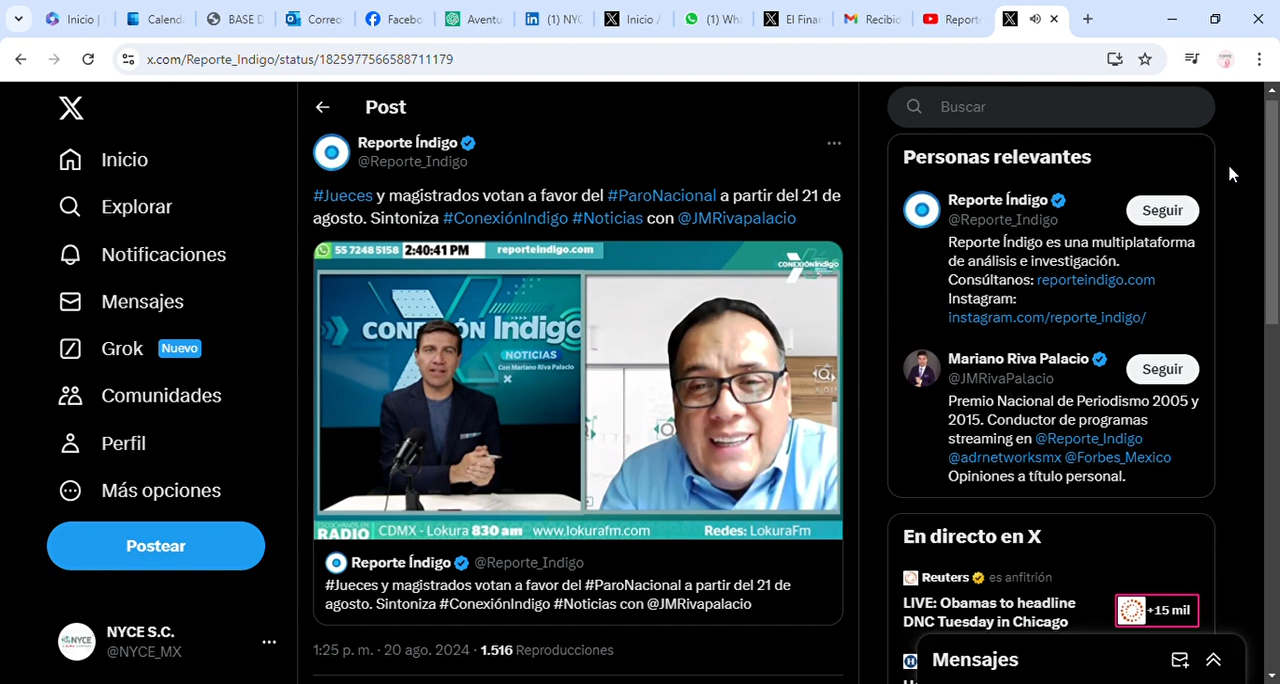 Inicio |
Calend
BASE D
Correo
Facebo
Aventu
(1) NYC
Inicio /
(1) Wha
El Finar
Recibid
Reporte
x.com/Reporte_Indigo/status/1825977566588711179
Inicio
Explorar
Notificaciones
Mensajes
Grok Nuevo
Comunidades
Perfil
Más opciones
Postear
NYCE S.C.
@NYCE_MX
Post
Reporte Índigo
@Reporte_Indigo
#Jueces y magistrados votan a favor del #ParoNacional a partir del 21 de
agosto. Sintoniza #ConexiónIndigo #Noticias con @JMRivapalacio
55 7248 5158 2:40:41 PM reporteindigo.com
CONEXIÓN Indigo
CONEXIÓN Indigo
NOTICIAS
Con Mariano Riva Palacio
ESCÚCHANOS EN
RADIO CDMX - Lokura 830 am www.lokurafm.com Redes: LokuraFm
Reporte Índigo @Reporte_Indigo
#Jueces y magistrados votan a favor del #ParoNacional a partir del 21 de
agosto. Sintoniza #ConexiónIndigo #Noticias con @JMRivapalacio
1:25 p. m. · 20 ago. 2024 · 1.516 Reproducciones
Buscar
Personas relevantes
Reporte Índigo
@Reporte_Indigo
Seguir
Reporte Índigo es una multiplataforma
de análisis e investigación.
Consúltanos: reporteindigo.com
Instagram:
instagram.com/reporte_indigo/
Mariano Riva Palacio
@JMRivaPalacio
Seguir
Premio Nacional de Periodismo 2005 y
2015. Conductor de programas
streaming en @Reporte_Indigo
@adrnetworksmx @Forbes_Mexico
Opiniones a título personal.
En directo en X
Reuters es anfitrión
LIVE: Obamas to headline
DNC Tuesday in Chicago
+15 mil
Mensajes